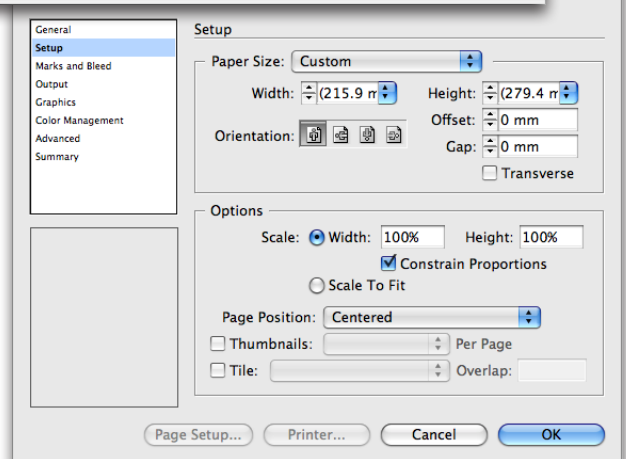 General
Setup
Marks and Bleed
Output
Graphics
Color Management
Advanced
Summary
Setup
Paper Size: Custom
Width: (215.9 m Height: (279.4 m
Orientation: Offset: 0 mm
Gap: 0 mm
Transverse
Options
Scale: Width: 100% Height: 100%
Constrain Proportions
Scale To Fit
Page Position: Centered
Thumbnails: Per Page
Tile: Overlap:
Page Setup... Printer... Cancel OK